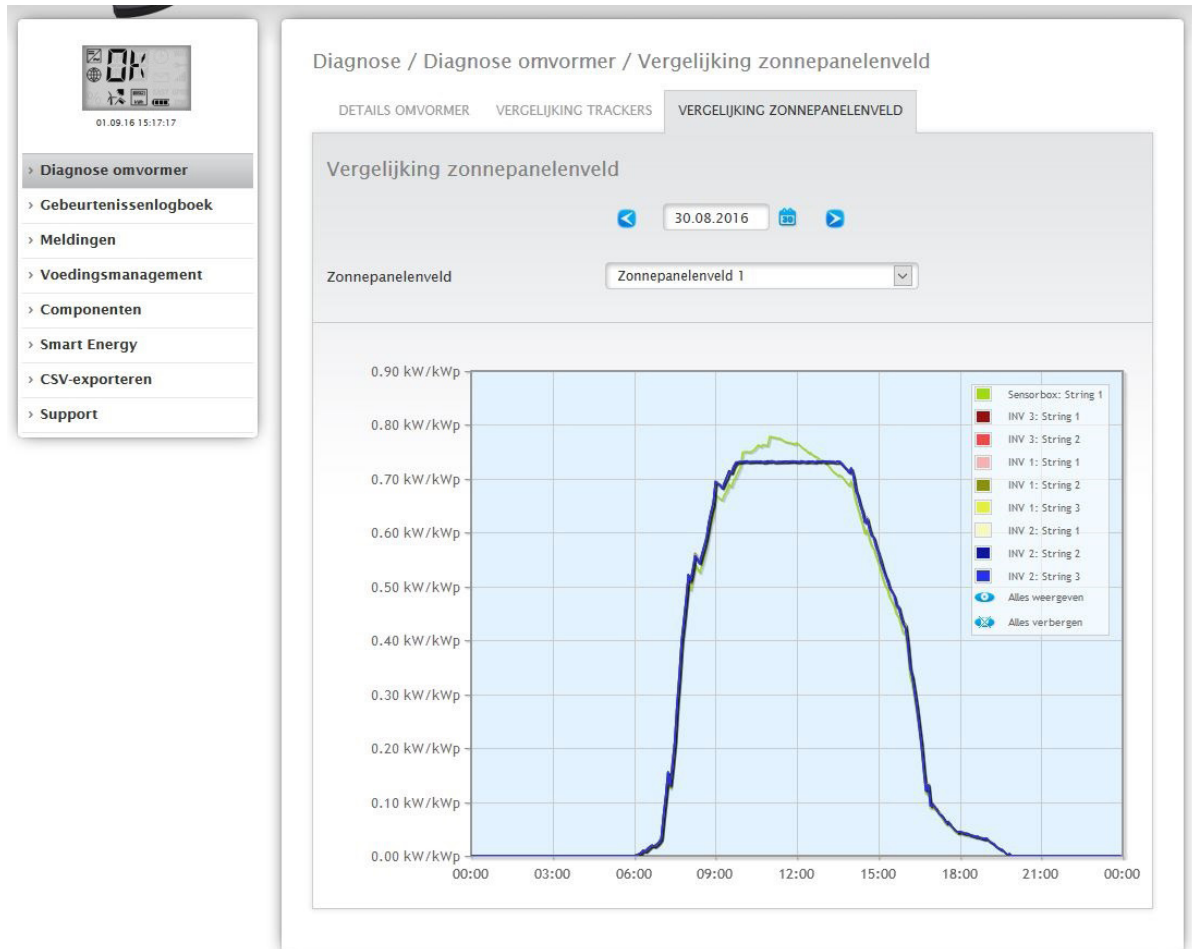 OK
01.09.16 15:17:17
Diagnose omvormer
Gebeurtenissenlogboek
Meldingen
Voedingsmanagement
Componenten
Smart Energy
CSV-exporteren
Support
Diagnose / Diagnose omvormer / Vergelijking zonnepanelenveld
DETAILS OMVORMER VERGELIJKING TRACKERS VERGELIJKING ZONNEPANELENVELD
Vergelijking zonnepanelenveld
30.08.2016 30
Zonnepanelenveld Zonnepanelenveld 1
0.90 kW/kWp
0.80 kW/kWp
0.70 kW/kWp
0.60 kW/kWp
0.50 kW/kWp
0.40 kW/kWp
0.30 kW/kWp
0.20 kW/kWp
0.10 kW/kWp
0.00 kW/kWp
00:00 03:00 06:00 09:00 12:00 15:00 18:00 21:00 00:00
Sensorbox: String 1
INV 3: String 1
INV 3: String 2
INV 1: String 1
INV 1: String 2
INV 1: String 3
INV 2: String 1
INV 2: String 2
INV 2: String 3
Alles weergeven
Alles verbergen